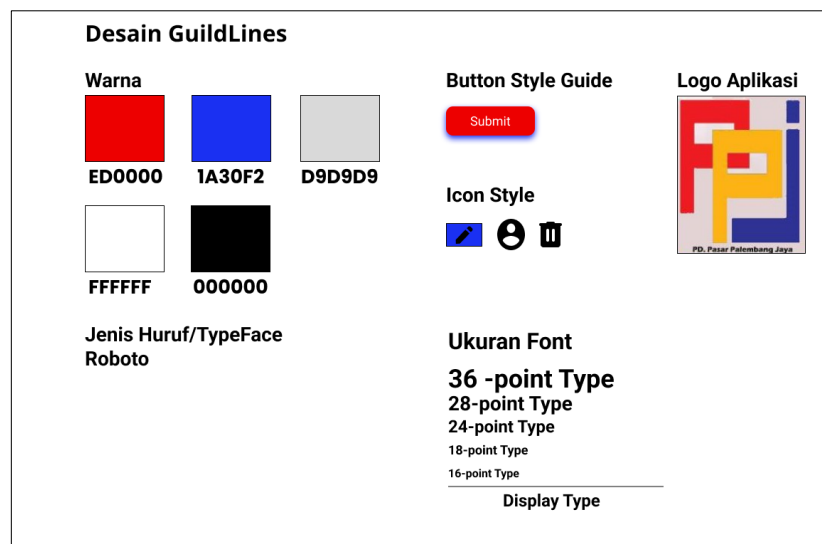 Desain GuildLines
Warna
ED0000
1A30F2
D9D9D9
FFFFFF
000000
Jenis Huruf/TypeFace
Roboto
Button Style Guide
Submit
Icon Style
Logo Aplikasi
PPJ
PD. Pasar Palembang Jaya
Ukuran Font
36 -point Type
28-point Type
24-point Type
18-point Type
16-point Type
Display Type